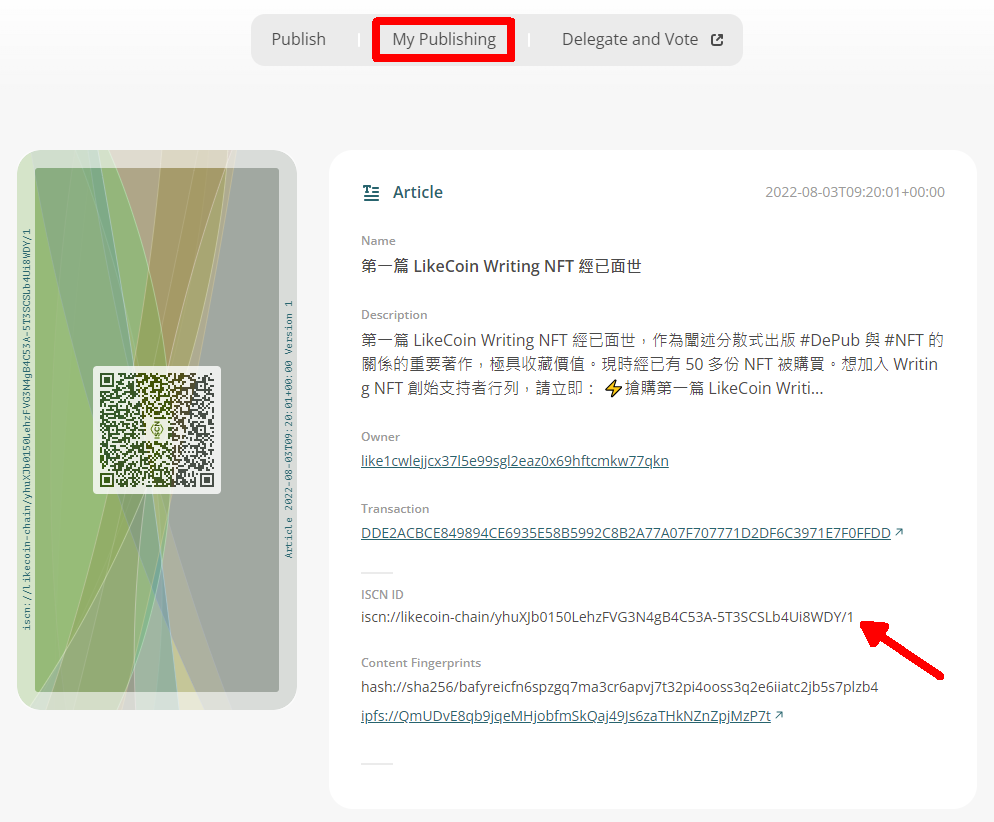 Publish
My Publishing
Delegate and Vote
iscn://likecoin-chain/yhuXJb0150LehzFVG3N4gB4C53A-5T3SCSLb4Ui8WDY/1
ISCN
Article 2022-08-03T09:20:01+00:00 Version 1
Article
2022-08-03T09:20:01+00:00
Name
第一篇 LikeCoin Writing NFT 經已面世
Description
第一篇 LikeCoin Writing NFT 經已面世，作為闡述分散式出版 #DePub 與 #NFT 的
關係的重要著作，極具收藏價值。現時經已有 50 多份 NFT 被購買。想加入 Writin
g NFT 創始支持者行列，請立即： ⚡搶購第一篇 LikeCoin Writi...
Owner
like1cwlejjcx37l5e99sgl2eaz0x69hftcmkw77qkn
Transaction
DDE2ACBCE849894CE6935E58B5992C8B2A77A07F707771D2DF6C3971E7F0FFDD
ISCN ID
iscn://likecoin-chain/yhuXJb0150LehzFVG3N4gB4C53A-5T3SCSLb4Ui8WDY/1
Content Fingerprints
hash://sha256/bafyreicfn6spzgq7ma3cr6apvj7t32pi4ooss3q2e6iiatc2jb5s7plzb4
ipfs://QmUDvE8qb9jqeMHjobfmSkQaj49Js6zaTHkNZnZpjMzP7t